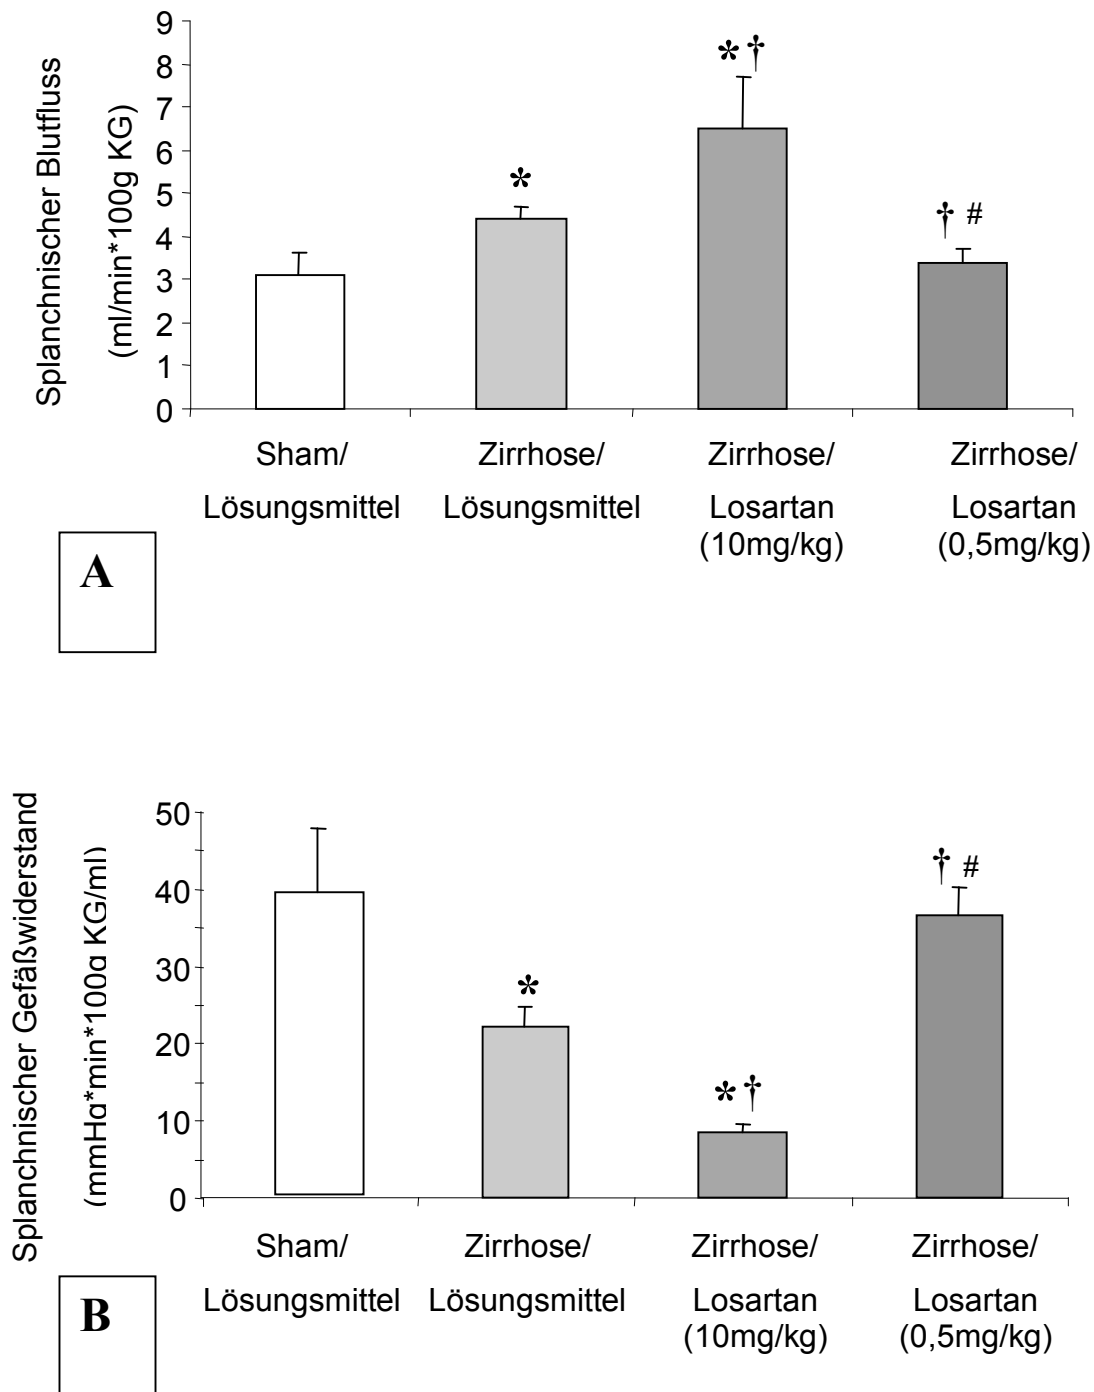 Splanchnischer Blutfluss
(ml/min*100g KG)
9
8
7
6
5
4
3
2
1
0
*
*†
† #
Sham/
Lösungsmittel
Zirrhose/
Lösungsmittel
Zirrhose/
Losartan
(10mg/kg)
Zirrhose/
Losartan
(0,5mg/kg)
A
Splanchnischer Gefäßwiderstand
(mmHg*min*100g KG/ml)
50
40
30
20
10
0
*
*†
† #
Sham/
Lösungsmittel
Zirrhose/
Lösungsmittel
Zirrhose/
Losartan
(10mg/kg)
Zirrhose/
Losartan
(0,5mg/kg)
B